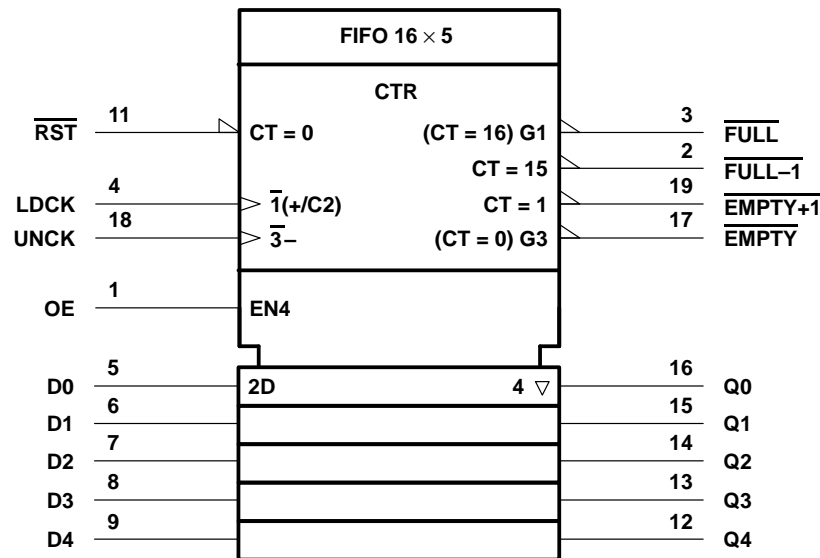 FIFO 16 × 5
CTR
11
RST
CT = 0
(CT = 16) G1
3
FULL
CT = 15
2
FULL–1
4
LDCK
1(+/C2)
CT = 1
19
EMPTY+1
18
UNCK
3–
(CT = 0) G3
17
EMPTY
1
OE
EN4
5
D0
2D
4 ▽
16
Q0
6
D1
15
Q1
7
D2
14
Q2
8
D3
13
Q3
9
D4
12
Q4